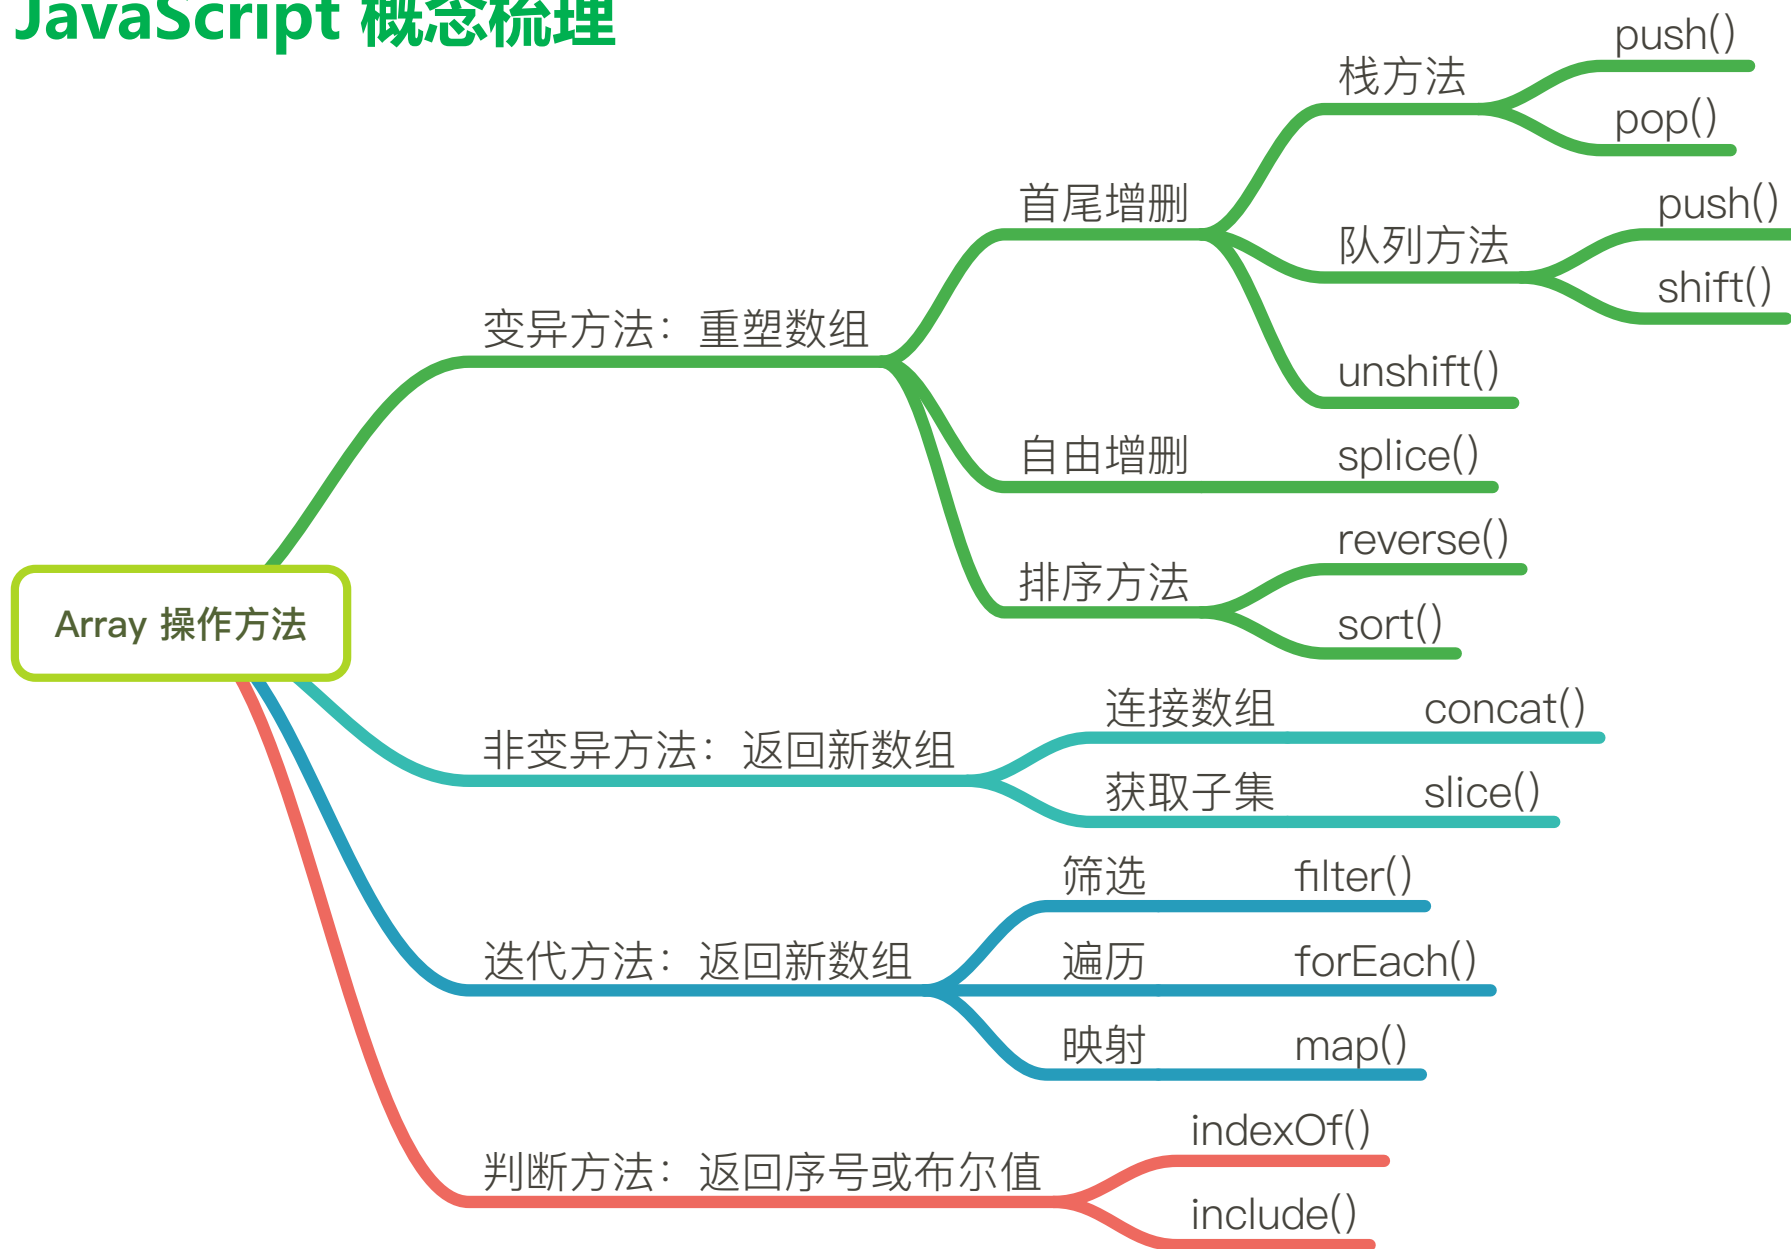 JavaScript 概念梳理
Array 操作方法
变异方法：重塑数组
首尾增删
栈方法
push()
pop()
队列方法
push()
shift()
unshift()
自由增删
splice()
排序方法
reverse()
sort()
非变异方法：返回新数组
连接数组
concat()
获取子集
slice()
迭代方法：返回新数组
筛选
filter()
遍历
forEach()
映射
map()
判断方法：返回序号或布尔值
indexOf()
include()